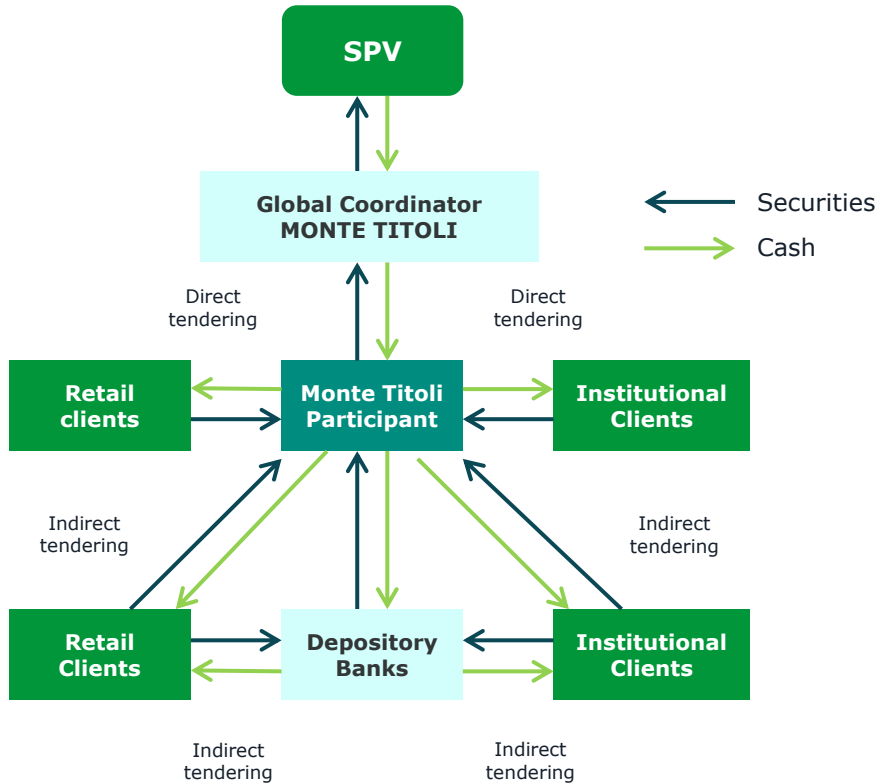 SPV
Global Coordinator
MONTE TITOLI
Securities
Cash
Direct
tendering
Direct
tendering
Retail
clients
Monte Titoli
Participant
Institutional
Clients
Indirect
tendering
Indirect
tendering
Retail
Clients
Depository
Banks
Institutional
Clients
Indirect
tendering
Indirect
tendering